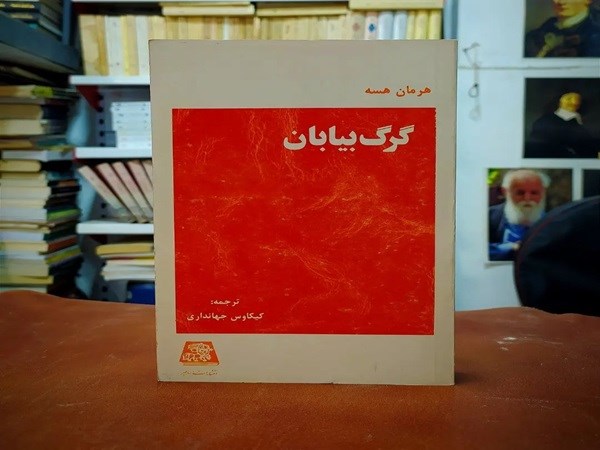 هرمان هسه
گرگ بیابان
ترجمه:
کیکاوس جهانداری